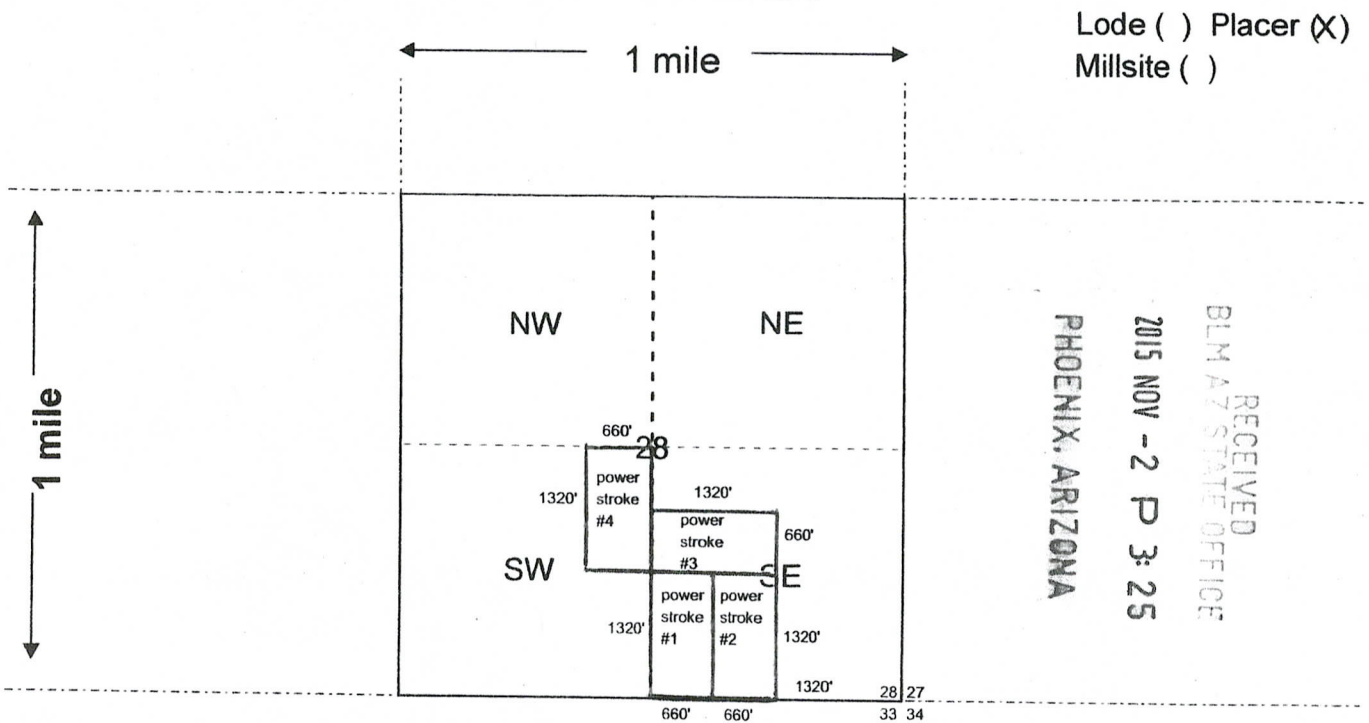 Lode ( ) Placer (X)
Millsite ( )
1 mile
1 mile
NW
NE
660'
28
1320'
power
stroke
#4
1320'
power
stroke
#3
660'
SW
SE
power
stroke
#1
power
stroke
#2
1320'
1320'
1320'
28 27
33 34
660' 660'
RECEIVED
BLM AZ STATE OFFICE
2015 NOV -2 P 3:25
PHOENIX, ARIZONA